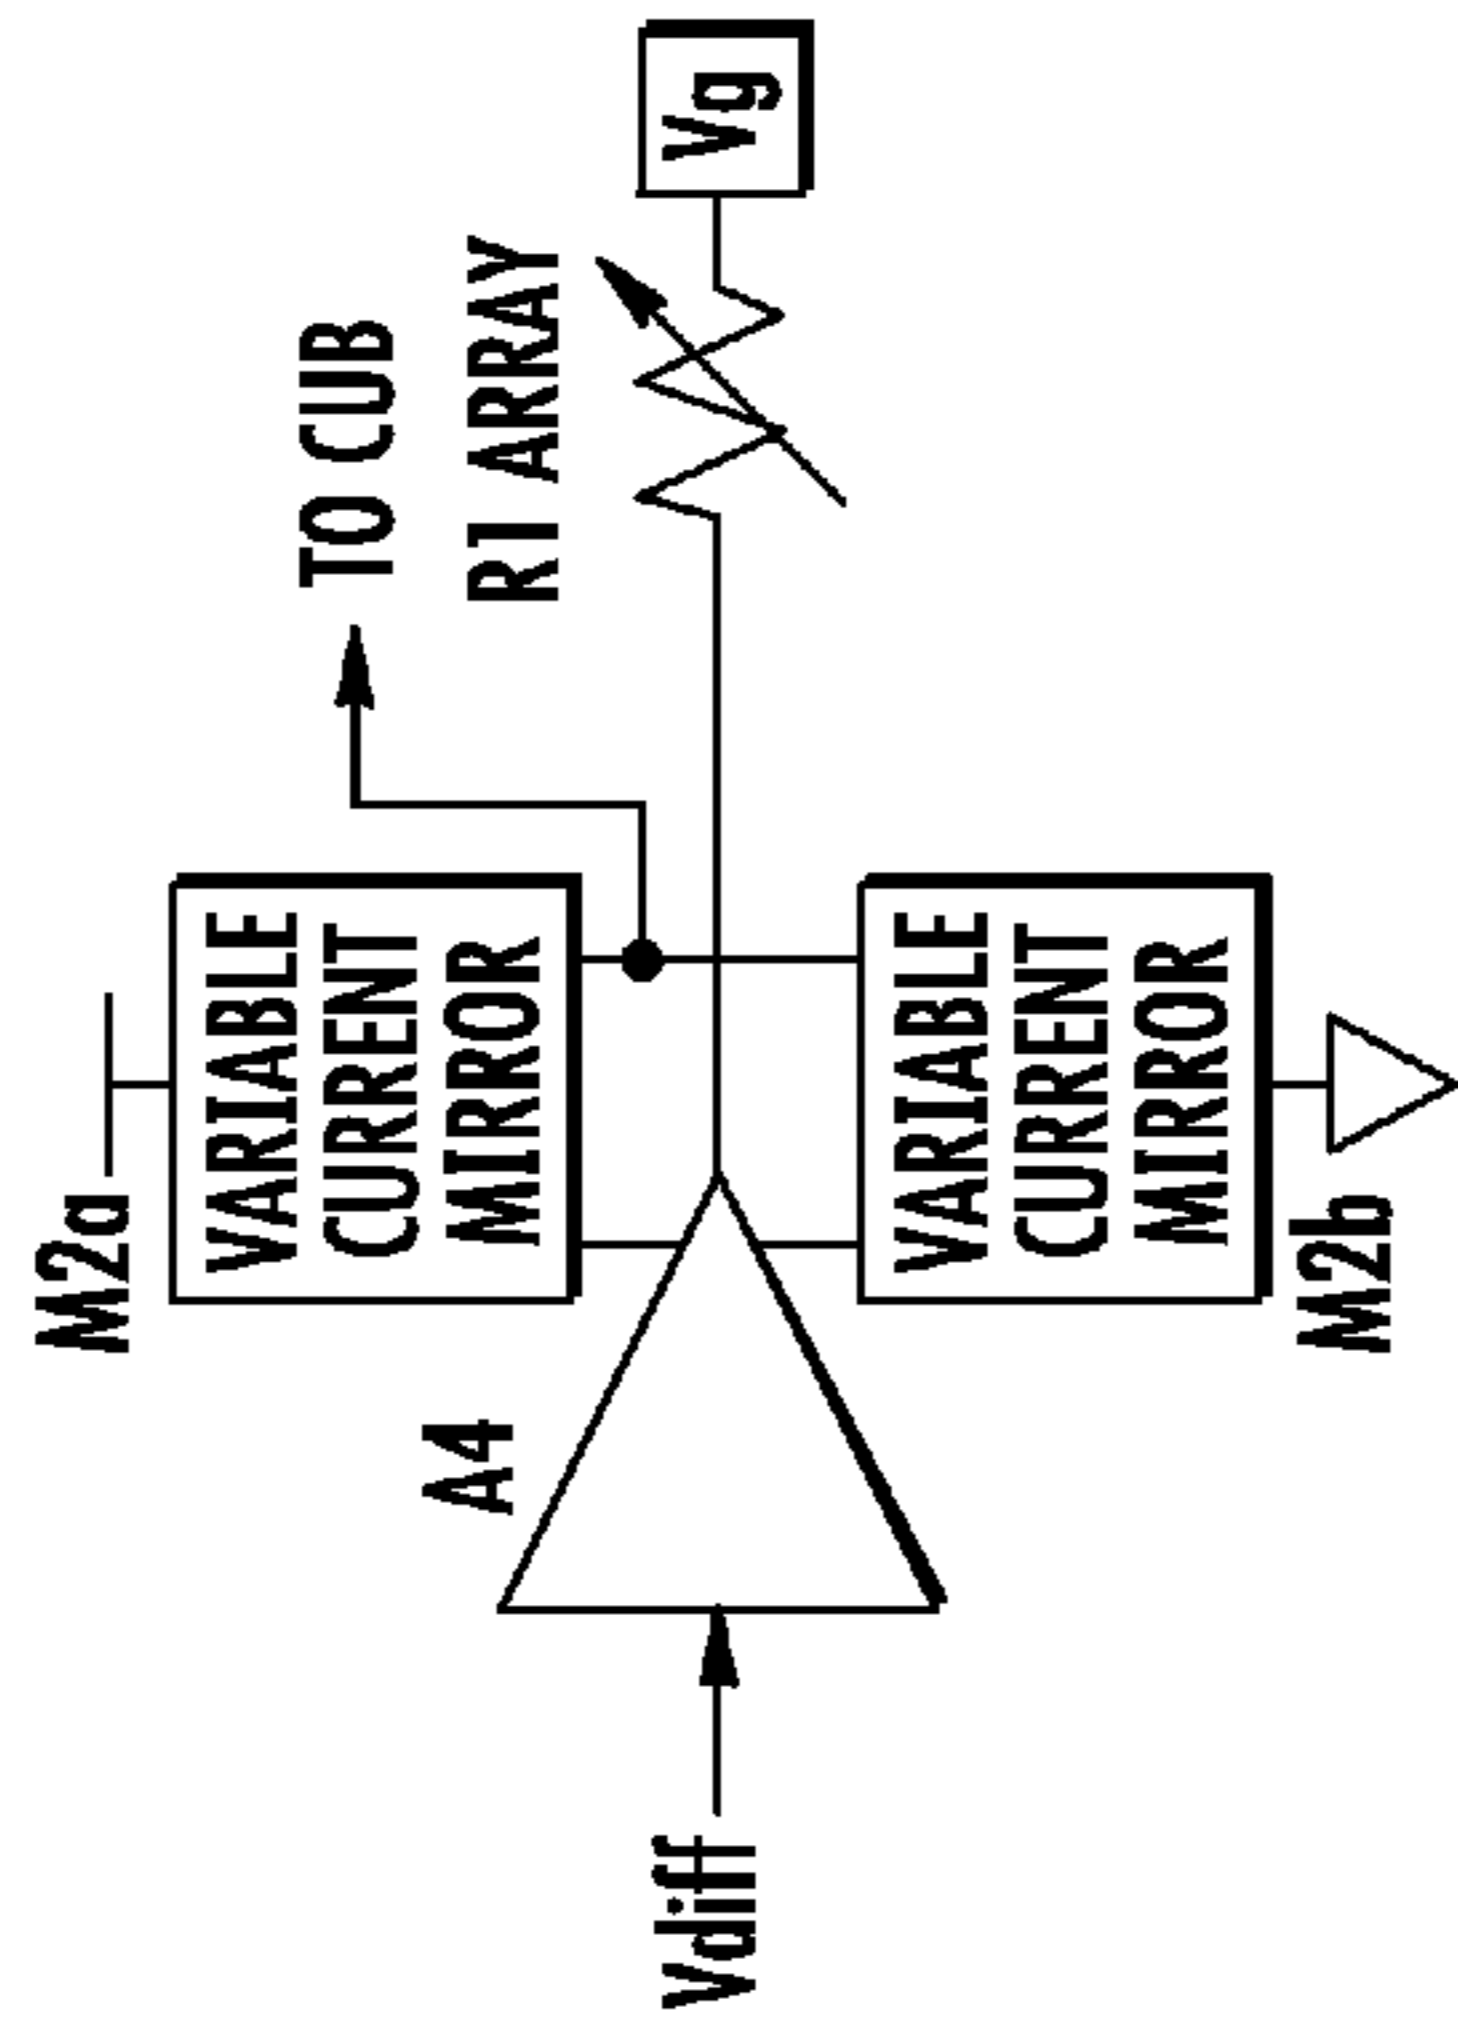 M2a
VARIABLE
CURRENT
MIRROR
TO CUB
R1 ARRAY
A4
Vdiff
Vg
VARIABLE
CURRENT
MIRROR
M2b